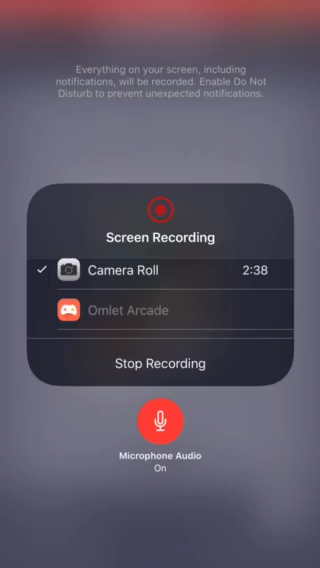 Everything on your screen, including
notifications, will be recorded. Enable Do Not
Disturb to prevent unexpected notifications.
Screen Recording
Camera Roll 2:38
Omlet Arcade
Stop Recording
Microphone Audio
On